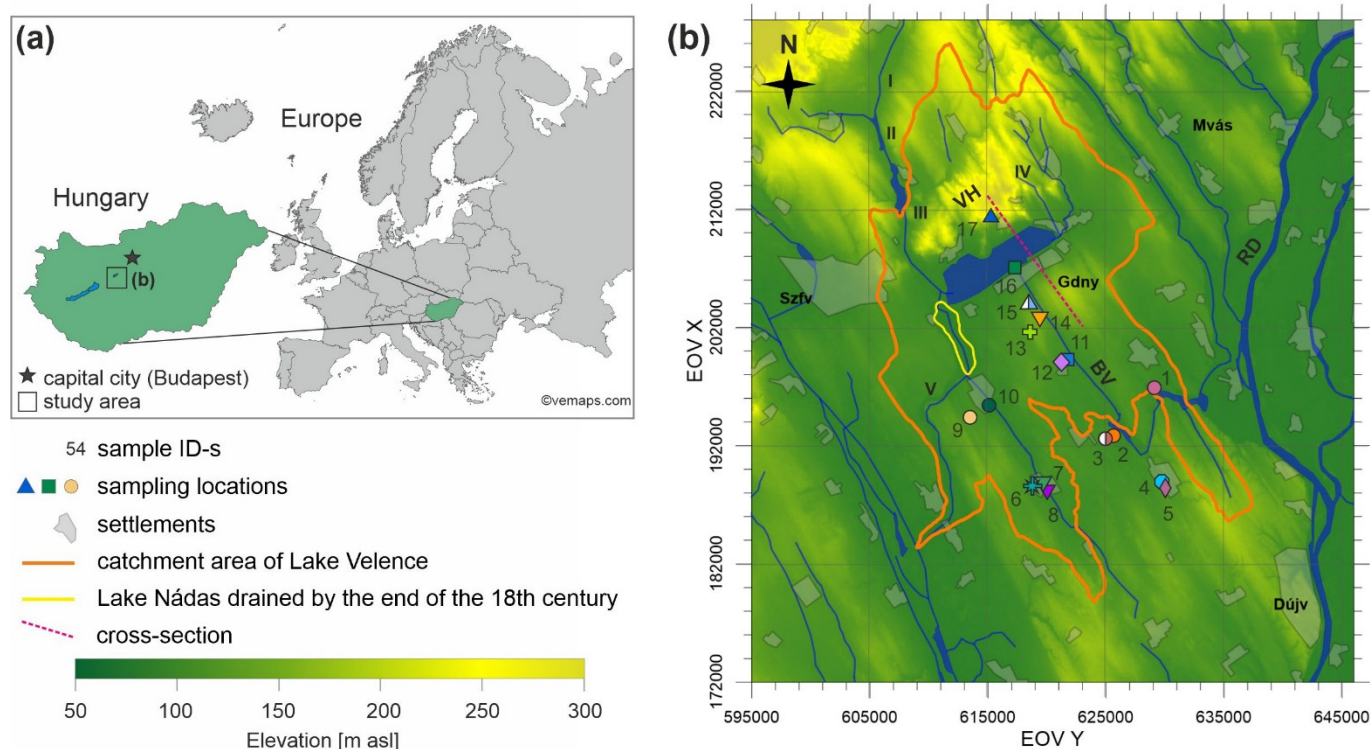 (a)
Europe
Hungary
(b)
★ capital city (Budapest)
study area
©vemaps.com
54 sample ID-s
sampling locations
settlements
catchment area of Lake Velence
Lake Nádas drained by the end of the 18th century
cross-section
50 100 150 200 250 300
Elevation [m asl]
(b)
N
I
II
Mvás
IV
VH
III
17
RD
Gdny
Szfv
16
15
14
13
11
12
BV
1
V
10
9
3
2
7
4
6
8
5
Dújv
EOV X
222000
212000
202000
192000
182000
172000
595000 605000 615000 625000 635000 645000
EOV Y